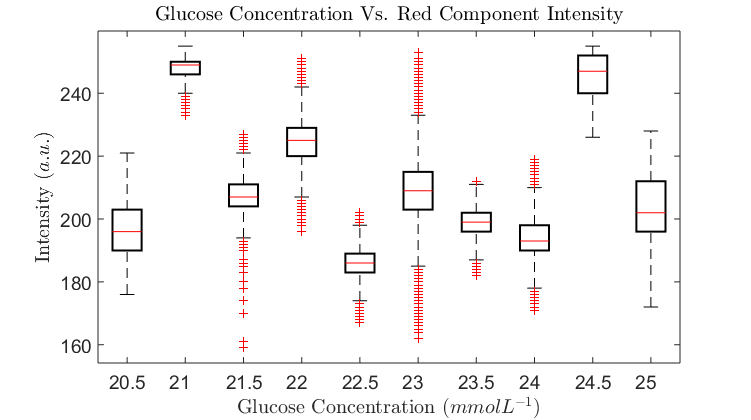 Glucose Concentration Vs. Red Component Intensity
Intensity (a.u.)
240
220
200
180
160
20.5 21 21.5 22 22.5 23 23.5 24 24.5 25
Glucose Concentration (mmolL⁻¹)